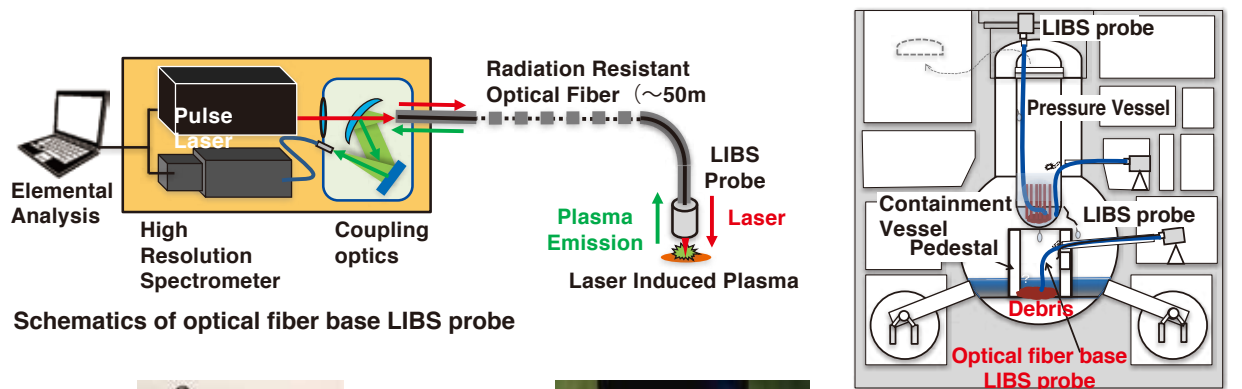 Pulse
Laser
Elemental
Analysis
High
Resolution
Spectrometer
Coupling
optics
Radiation Resistant
Optical Fiber（～50m
LIBS
Probe
Plasma
Emission
Laser
Laser Induced Plasma
Schematics of optical fiber base LIBS probe
LIBS probe
Pressure Vessel
Containment
Vessel
LIBS probe
Pedestal
Debris
Optical fiber base
LIBS probe